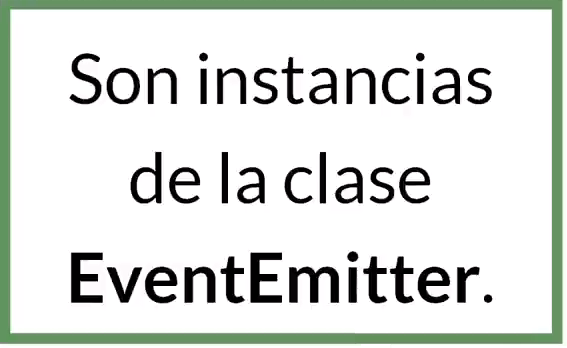 Son instancias
de la clase
EventEmitter.